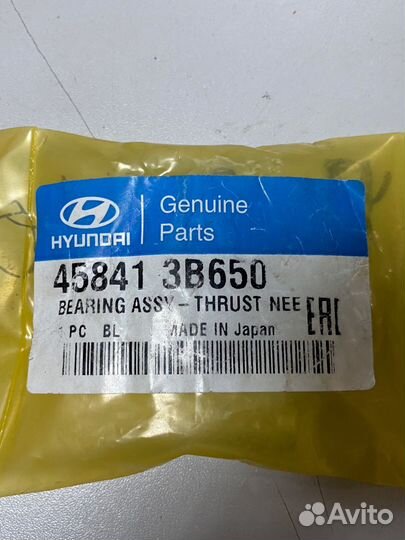 HYUNDAI
Genuine
Parts
45841 3B650
BEARING ASSY-THRUST NEE
1 PC BL MADE IN Japan
EAC
Avito